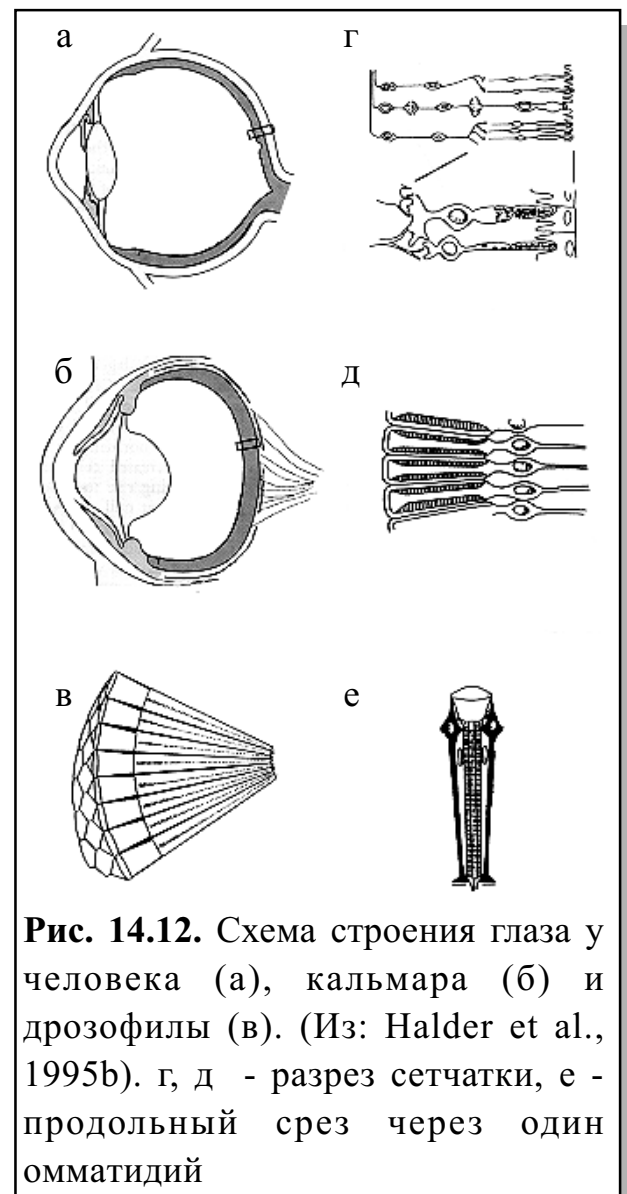 а
г
б
д
в
е
Рис. 14.12. Схема строения глаза у
человека (а), кальмара (б) и
дрозофилы (в). (Из: Halder et al.,
1995b). г, д - разрез сетчатки, е -
продольный срез через один
омматидий